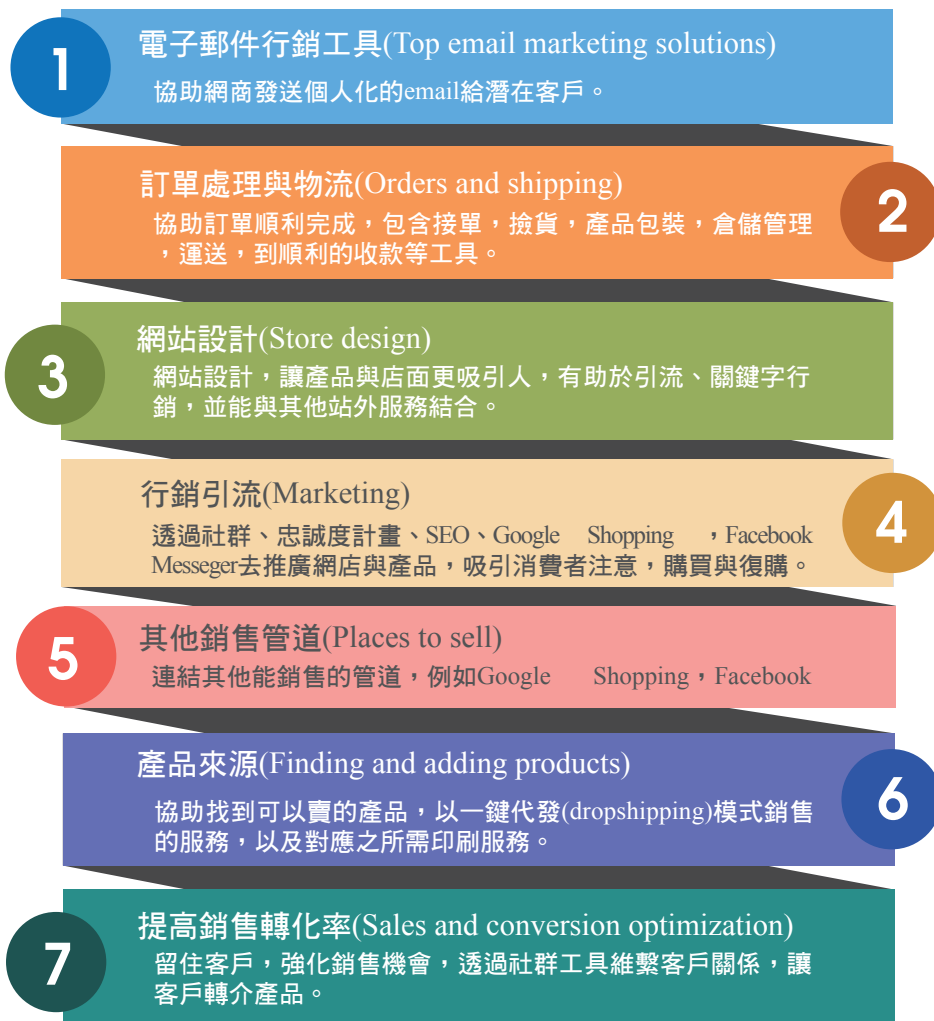 1
電子郵件行銷工具(Top email marketing solutions)
協助網商發送個人化的email給潛在客戶。
訂單處理與物流(Orders and shipping)
2
協助訂單順利完成，包含接單，撿貨，產品包裝，倉儲管理
，運送，到順利的收款等工具。
3
網站設計(Store design)
網站設計，讓產品與店面更吸引人，有助於引流、關鍵字行
銷，並能與其他站外服務結合。
行銷引流(Marketing)
4
透過社群、忠誠度計畫、SEO、Google Shopping ，Facebook
Messeger去推廣網店與產品，吸引消費者注意，購買與復購。
5
其他銷售管道(Places to sell)
連結其他能銷售的管道，例如Google Shopping，Facebook
產品來源(Finding and adding products)
6
協助找到可以賣的產品，以一鍵代發(dropshipping)模式銷售
的服務，以及對應之所需印刷服務。
7
提高銷售轉化率(Sales and conversion optimization)
留住客戶，強化銷售機會，透過社群工具維繫客戶關係，讓
客戶轉介產品。